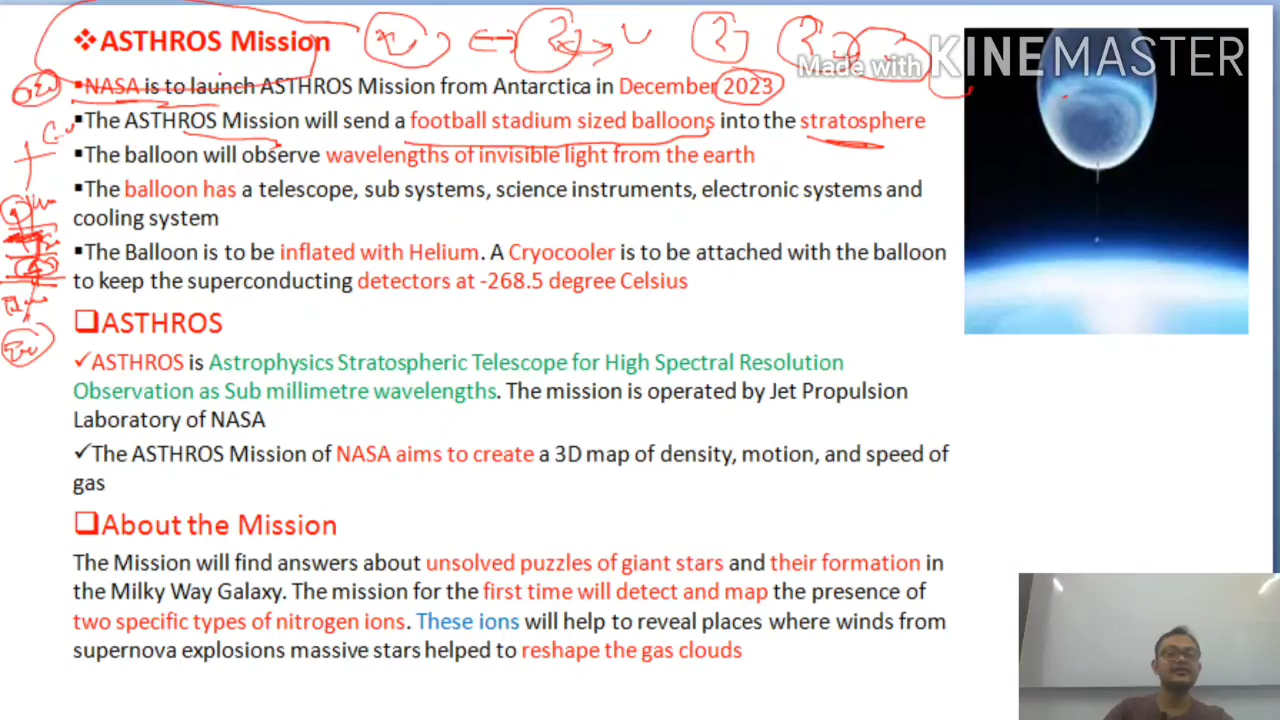 ❖ASTHROS Mission
▪NASA is to launch ASTHROS Mission from Antarctica in December 2023
▪The ASTHROS Mission will send a football stadium sized balloons into the stratosphere
▪The balloon will observe wavelengths of invisible light from the earth
▪The balloon has a telescope, sub systems, science instruments, electronic systems and
cooling system
▪The Balloon is to be inflated with Helium. A Cryocooler is to be attached with the balloon
to keep the superconducting detectors at -268.5 degree Celsius
❑ASTHROS
✓ASTHROS is Astrophysics Stratospheric Telescope for High Spectral Resolution
Observation as Sub millimetre wavelengths. The mission is operated by Jet Propulsion
Laboratory of NASA
✓The ASTHROS Mission of NASA aims to create a 3D map of density, motion, and speed of
gas
❑About the Mission
The Mission will find answers about unsolved puzzles of giant stars and their formation in
the Milky Way Galaxy. The mission for the first time will detect and map the presence of
two specific types of nitrogen ions. These ions will help to reveal places where winds from
supernova explosions massive stars helped to reshape the gas clouds
Made with KINEMASTER